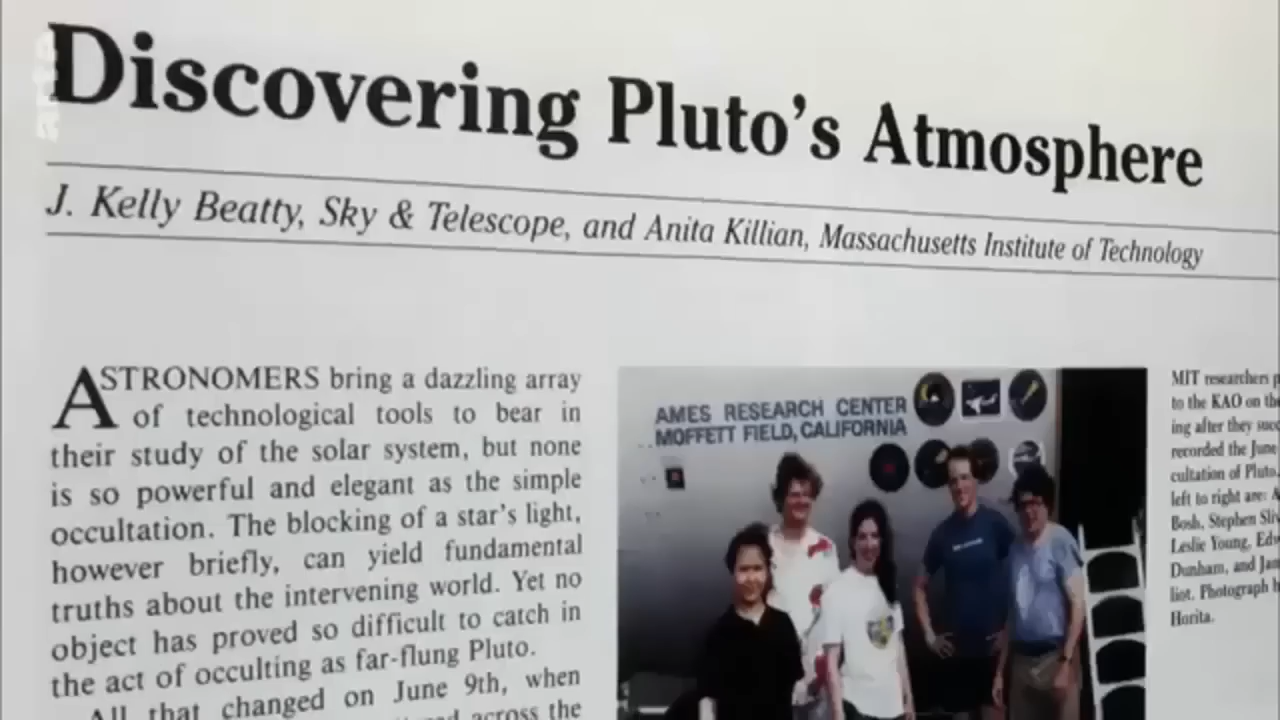 arte
Discovering Pluto's Atmosphere
J. Kelly Beatty, Sky & Telescope, and Anita Killian, Massachusetts Institute of Technology
ASTRONOMERS bring a dazzling array
of technological tools to bear in
their study of the solar system, but none
is so powerful and elegant as the simple
occultation. The blocking of a star's light,
however briefly, can yield fundamental
truths about the intervening world. Yet no
object has proved so difficult to catch in
the act of occulting as far-flung Pluto.
All that changed on June 9th, when
across the
AMES RESEARCH CENTER
MOFFETT FIELD, CALIFORNIA
MIT researchers
to the KAO on
ing after they
recorded the June
cultation of Pluto.
left to right are:
Bosh, Stephen
Leslie Young,
Dunham, and
liot. Photograph
Horita.